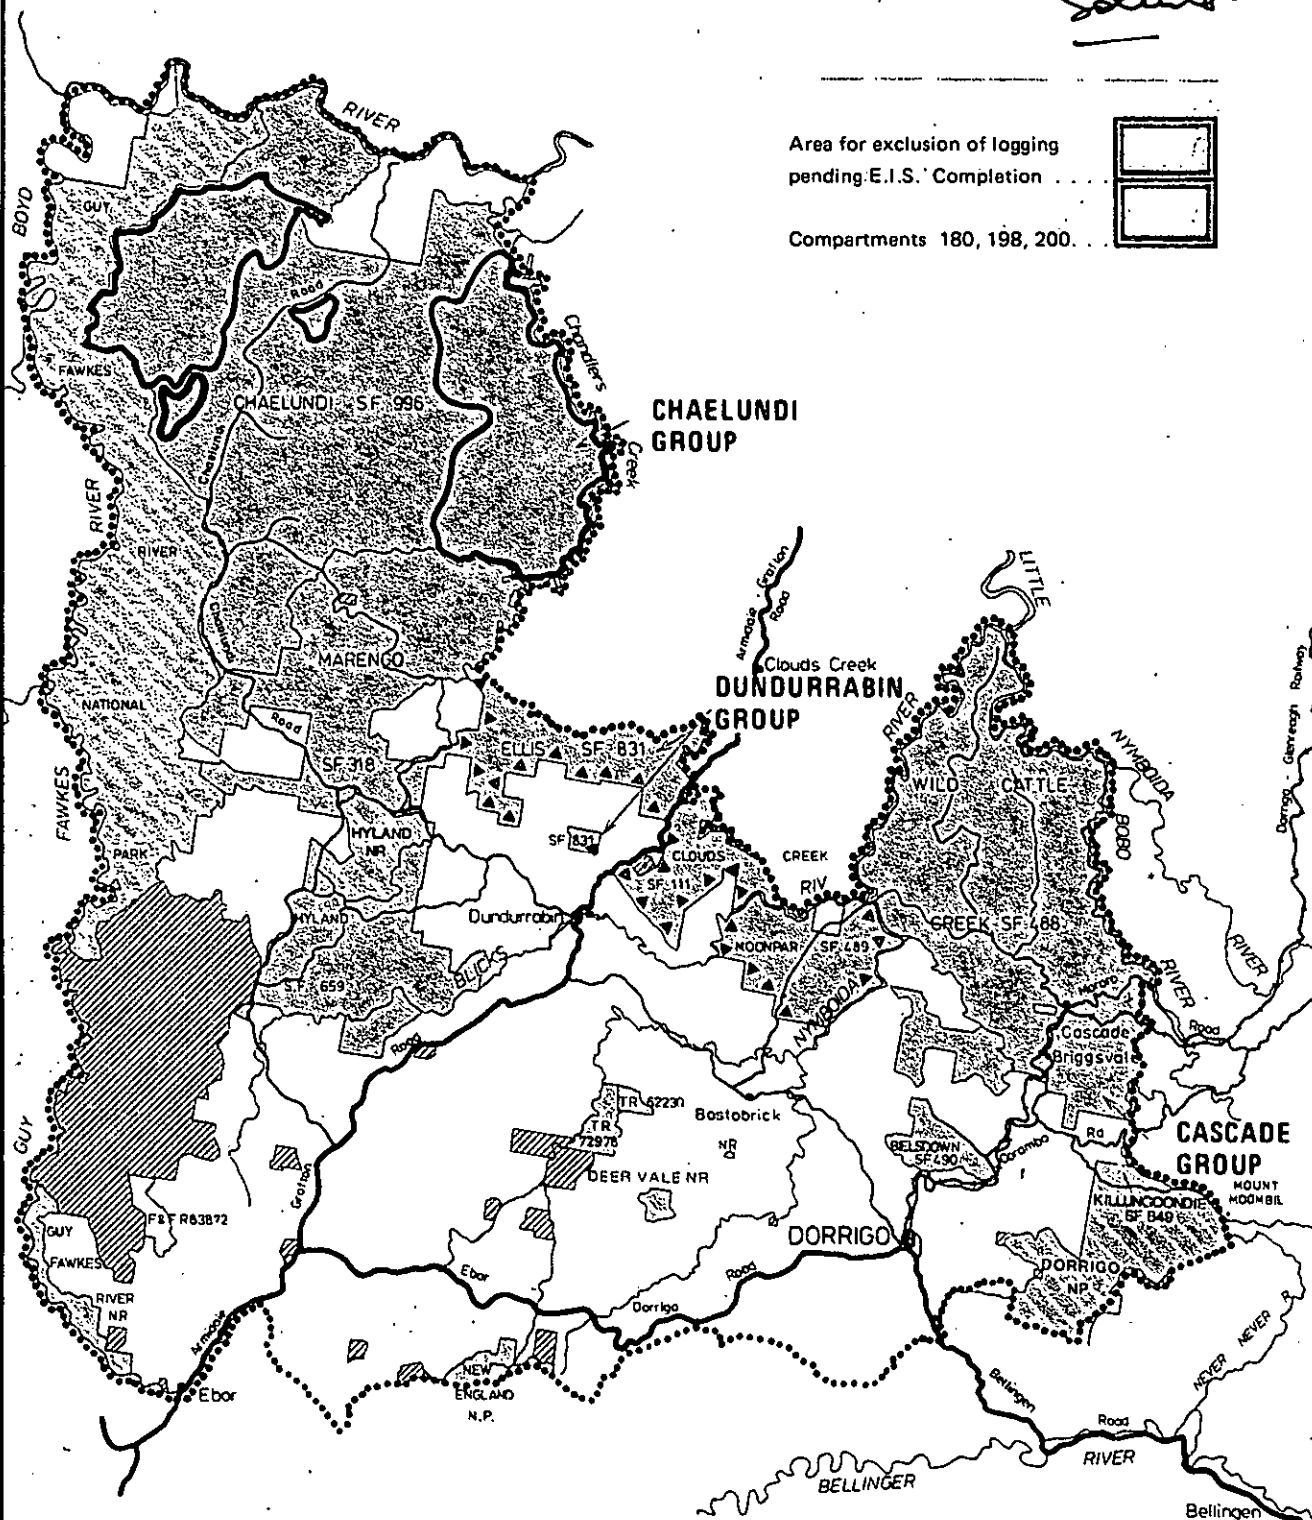 Area for exclusion of logging
pending E.I.S. Completion . . . .
Compartments 180, 198, 200. . .
RIVER
BOYD
GUY
FAWKES
RIVER
RIVER
NATIONAL
PARK
FAWKES
GUY
Road
CHAELUNDI S.F. 996
Chandlers
Creek
CHAELUNDI
GROUP
MARENGO
Road
SF 318
Armidale - Grafton
Road
Clouds Creek
DUNDURRABIN
GROUP
ELLIS SF 831
SF 831
HYLAND
NR
HYLAND
S.F. 659
Dundurrabin
BLICKS
Road
CLOUDS
SF 111
CREEK
RIV
MOONPAR
SF 489
NYMBOIDA
LITTLE
RIVER
WILD CATTLE
CREEK SF 488
NYMBOIDA
RIVER
BOBO
RIVER
Dorrigo - Glenreagh Railway
Road
Cascade
Briggsvale
Rd
CASCADE
GROUP
MOUNT
MOOMBIL
BIELSDOWN
SF 490
Coramba
KILLUNGOONDIE
SF 849
DORRIGO
NP
TR 62230
TR
72978
Bostobrick
NR
DEER VALE NR
DORRIGO
Ebor
Dorrigo
Road
F&F R63872
GUY
FAWKES
RIVER
NR
Grafton
Armidale
Ebor
NEW
ENGLAND
N.P.
NEVER NEVER R.
Bellingen
Road
RIVER
BELLINGER
Bellingen